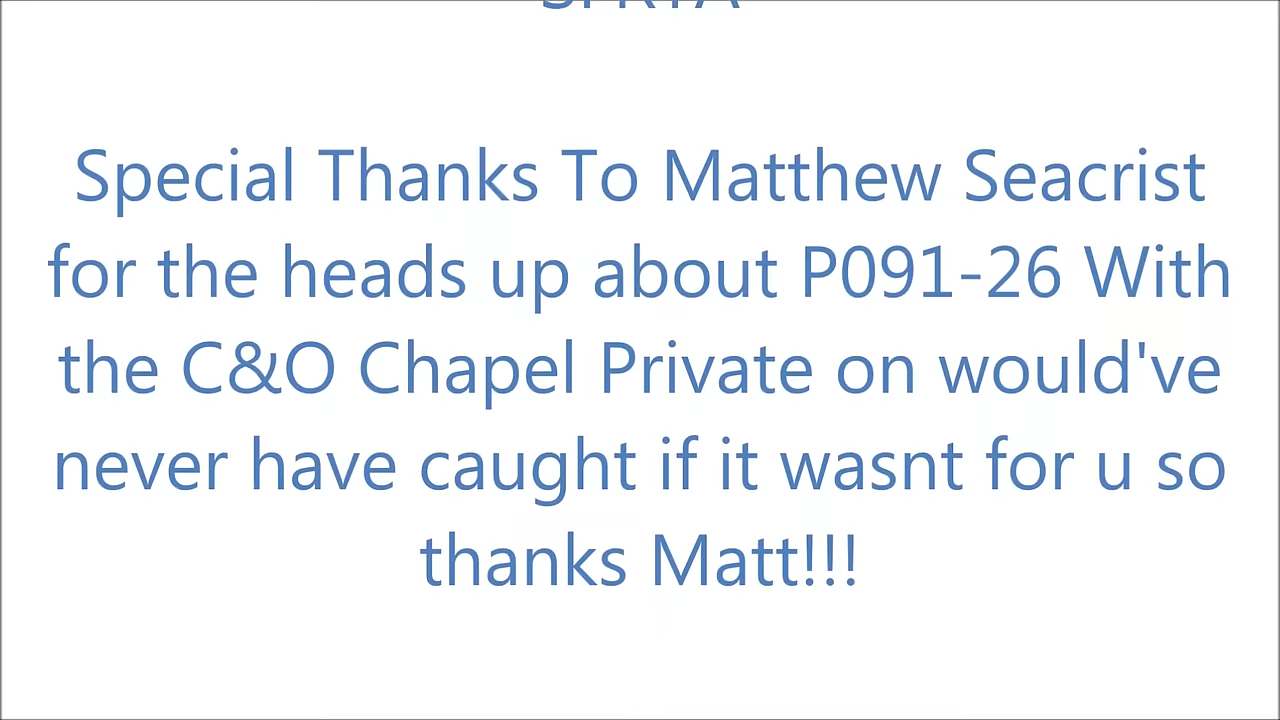 Special Thanks To Matthew Seacrist
for the heads up about P091-26 With
the C&O Chapel Private on would've
never have caught if it wasnt for u so
thanks Matt!!!